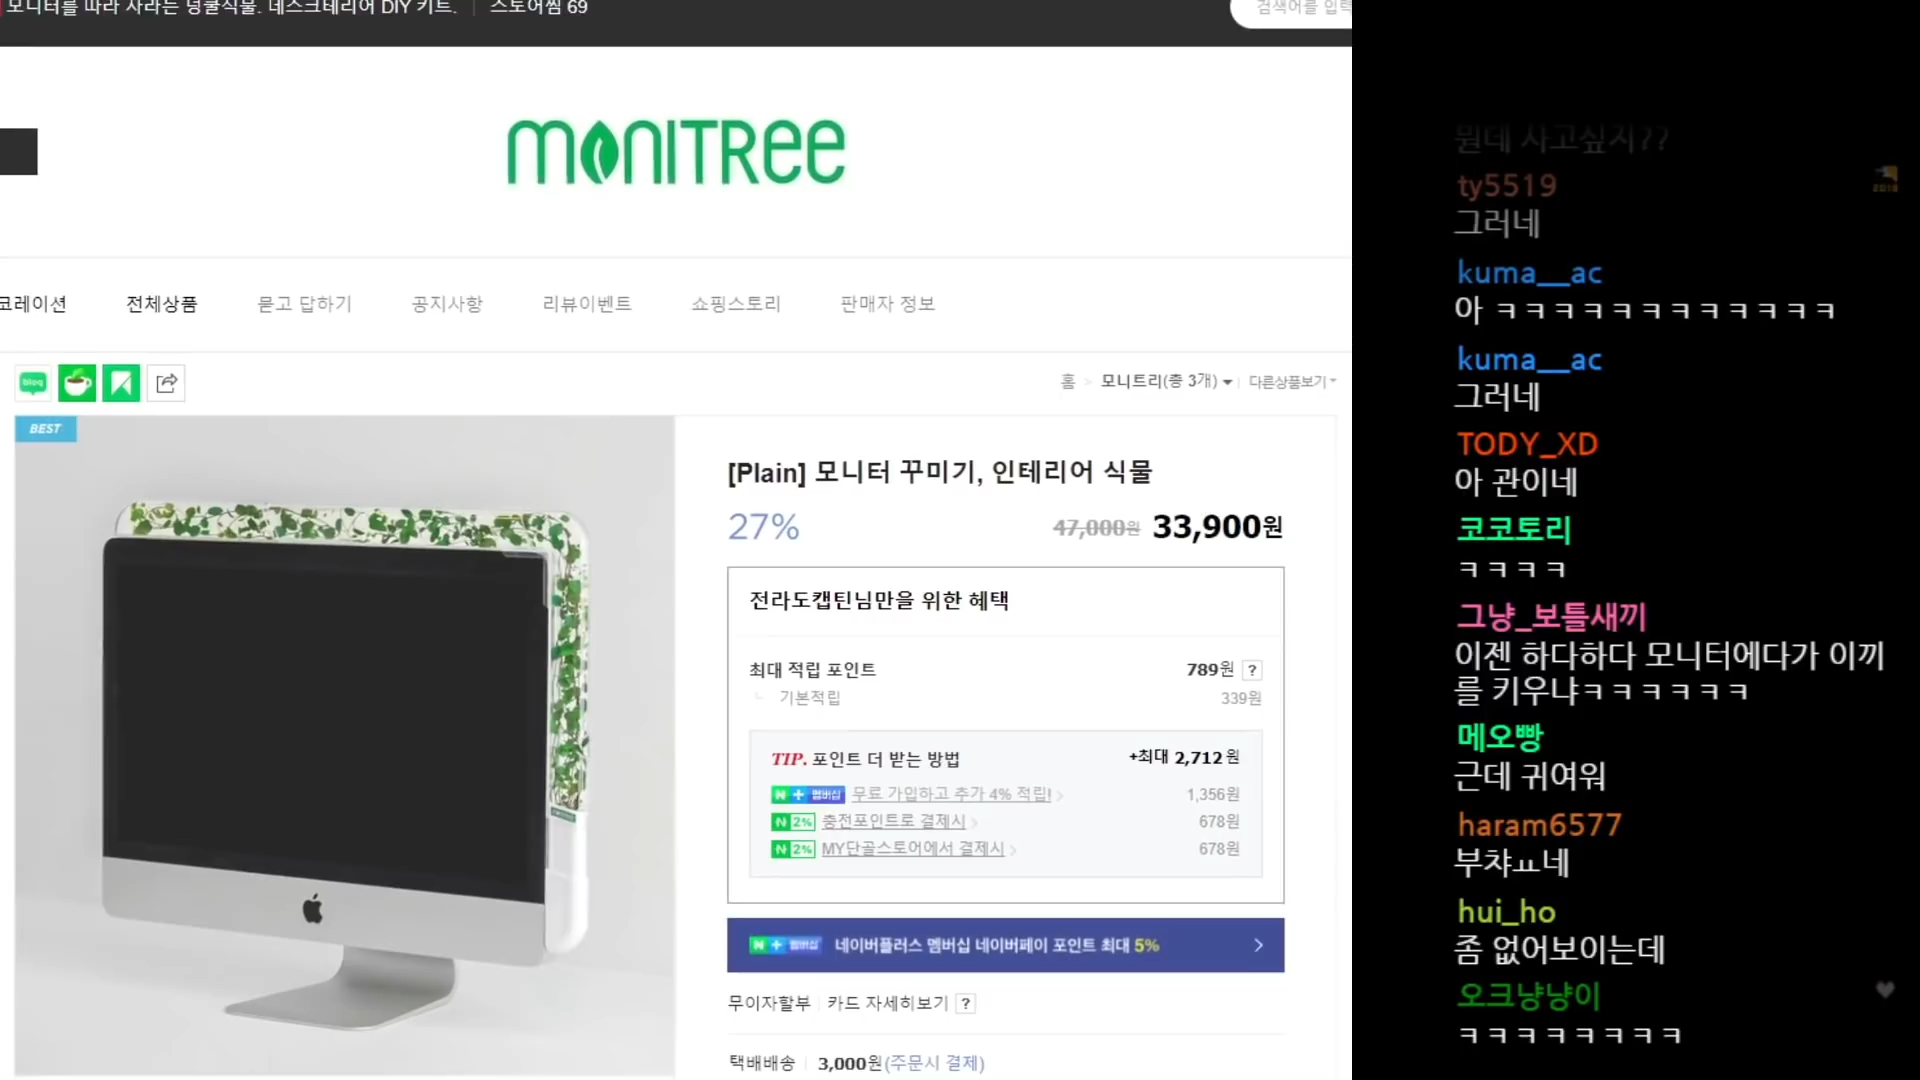 모니터를 따라 자라는 덩쿨식물. 데스크테리어 DIY 키트.
스토어찜 69
검색어를 입력
MONITREE
코레이션
전체상품
묻고 답하기
공지사항
리뷰이벤트
쇼핑스토리
판매자 정보
blog
홈 > 모니트리(총 3개)
다른상품보기
BEST
[Plain] 모니터 꾸미기, 인테리어 식물
27%
47,000원 33,900원
전라도캡틴님만을 위한 혜택
최대 적립 포인트
789원 ?
기본적립
339원
TIP. 포인트 더 받는 방법
+최대 2,712원
N + 멤버십 무료 가입하고 추가 4% 적립! >
1,356원
N 2% 충전포인트로 결제시 >
678원
N 2% MY단골스토어에서 결제시 >
678원
N + 멤버십 네이버플러스 멤버십 네이버페이 포인트 최대 5% >
무이자할부
카드 자세히보기 ?
택배배송
3,000원(주문시 결제)
뭔데 사고싶지??
ty5519
2018
그러네
kuma__ac
아 ㅋㅋㅋㅋㅋㅋㅋㅋㅋㅋㅋㅋ
kuma__ac
그러네
TODY_XD
아 관이네
코코토리
ㅋㅋㅋㅋ
그냥_보틀새끼
이젠 하다하다 모니터에다가 이끼
를 키우냐ㅋㅋㅋㅋㅋㅋ
메오빵
근데 귀여워
haram6577
부챠ㅛ네
hui_ho
좀 없어보이는데
오크냥냥이
ㅋㅋㅋㅋㅋㅋㅋㅋ